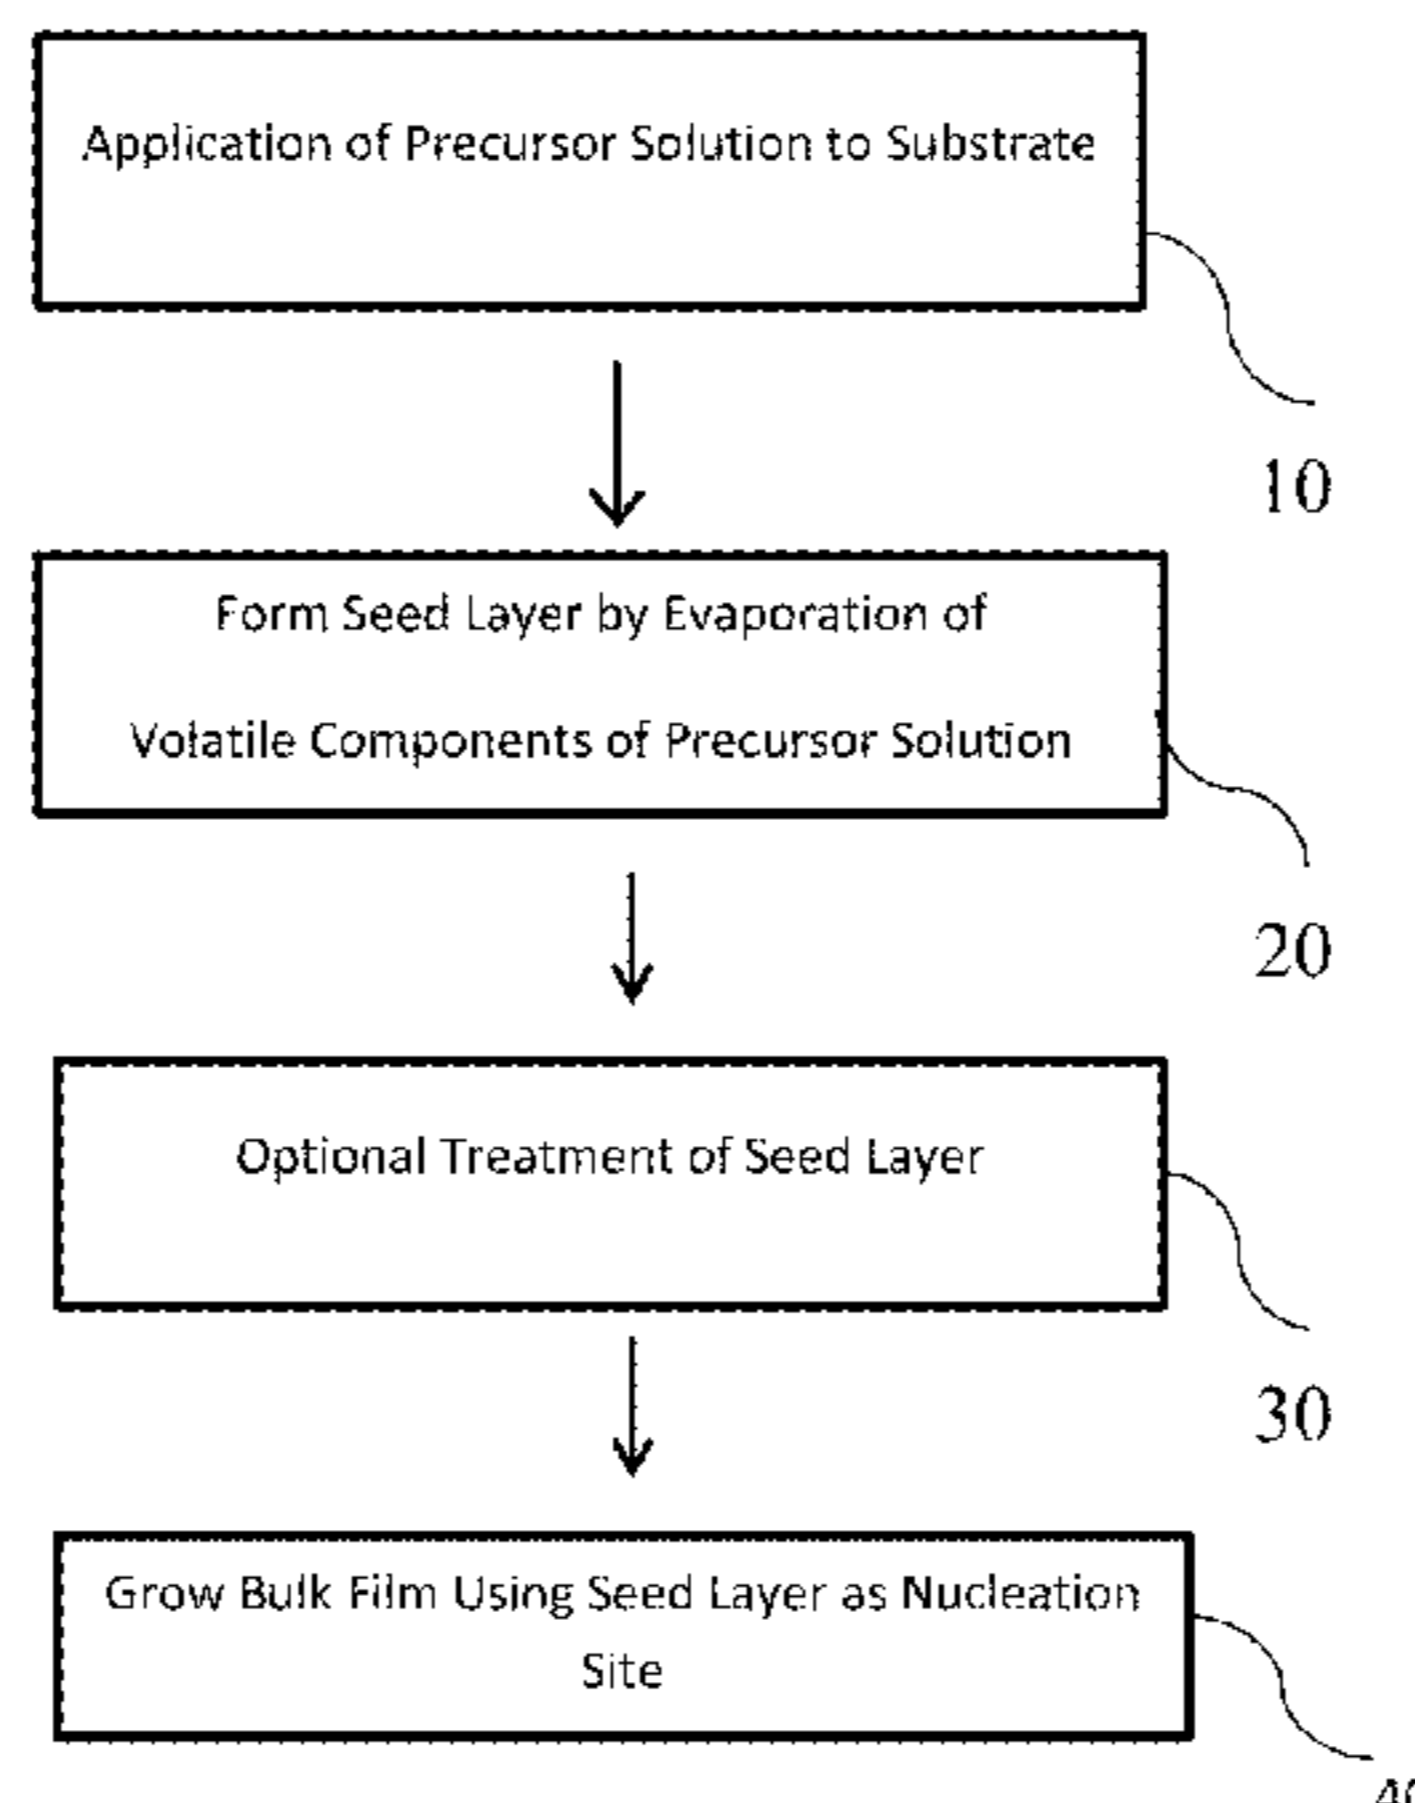 Application of Precursor Solution to Substrate
10
Form Seed Layer by Evaporation of
Volatile Components of Precursor Solution
20
Optional Treatment of Seed Layer
30
Grow Bulk Film Using Seed Layer as Nucleation
Site
40